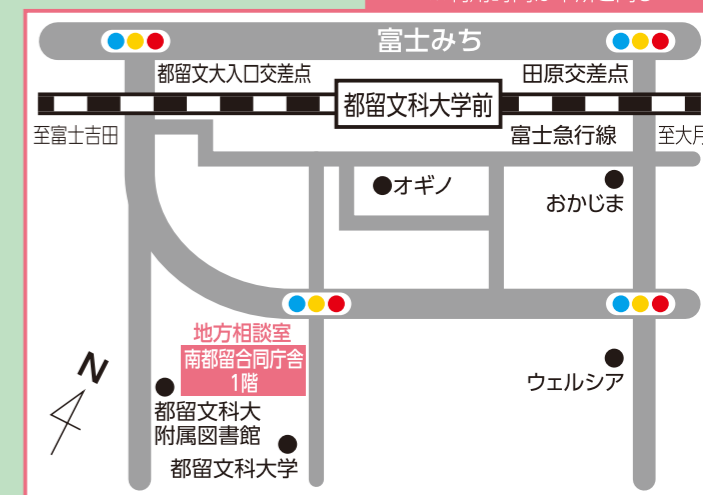 富士みち
都留文大入口交差点
田原交差点
都留文科大学前
至富士吉田
富士急行線
至大月
オギノ
おかじま
地方相談室
南都留合同庁舎
1階
ウェルシア
N
都留文科大
附属図書館
都留文科大学